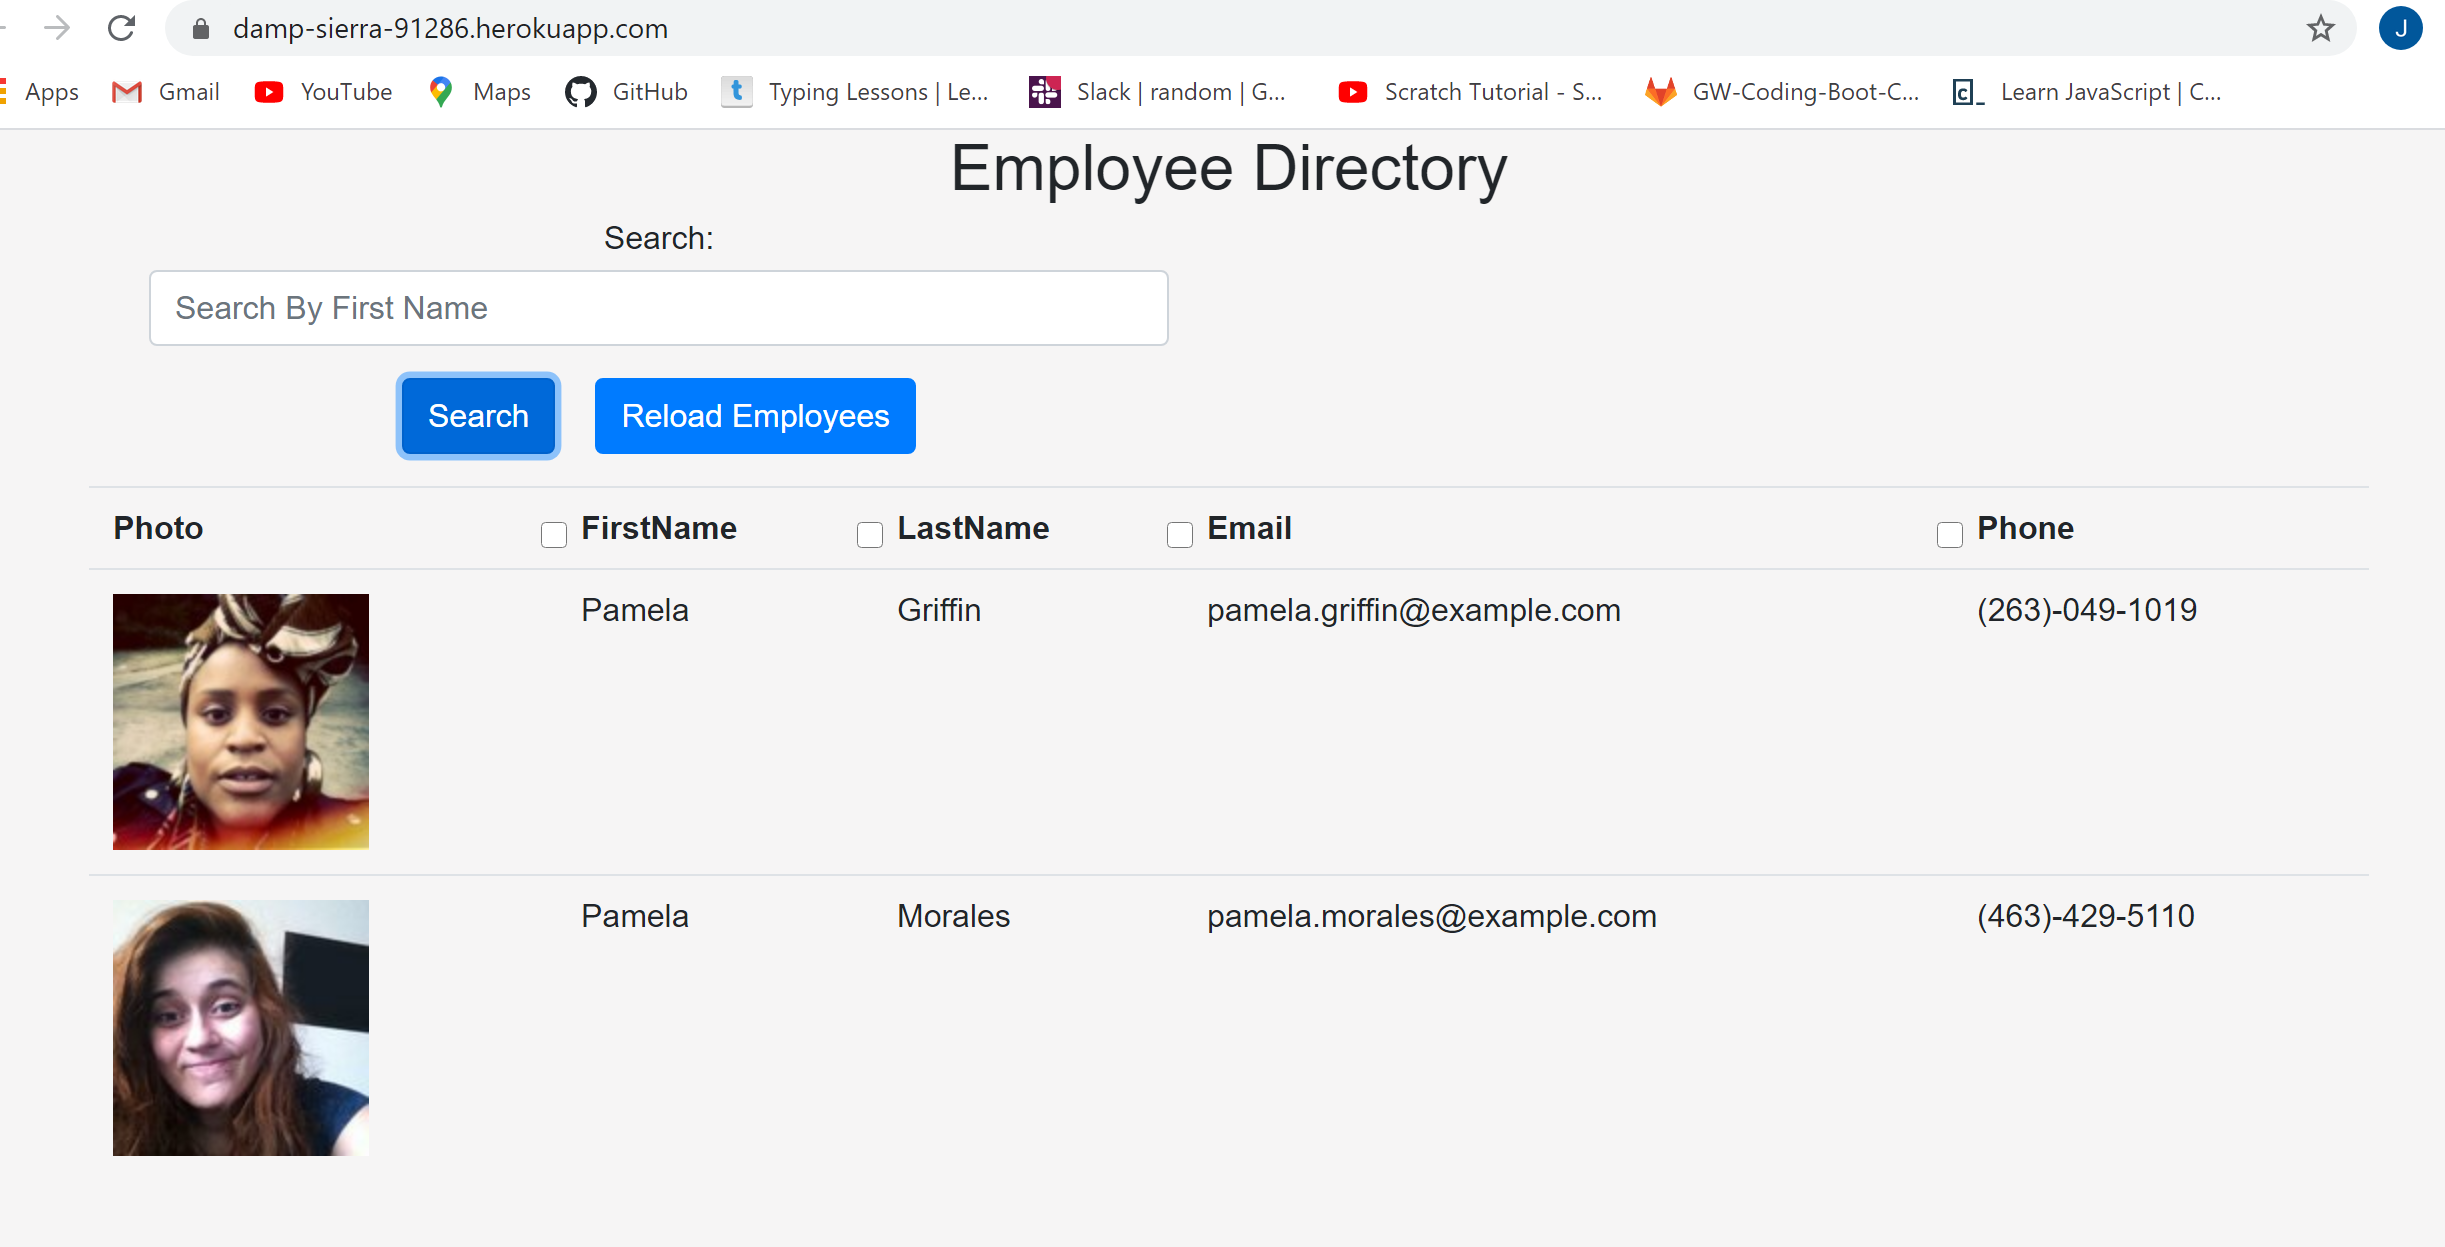 damp-sierra-91286.herokuapp.com
J
Apps Gmail YouTube Maps GitHub t Typing Lessons | Le... Slack | random | G... Scratch Tutorial - S... GW-Coding-Boot-C... c_ Learn JavaScript | C...
Employee Directory
Search:
Search By First Name
Search Reload Employees
Photo FirstName LastName Email Phone
Pamela Griffin pamela.griffin@example.com (263)-049-1019
Pamela Morales pamela.morales@example.com (463)-429-5110